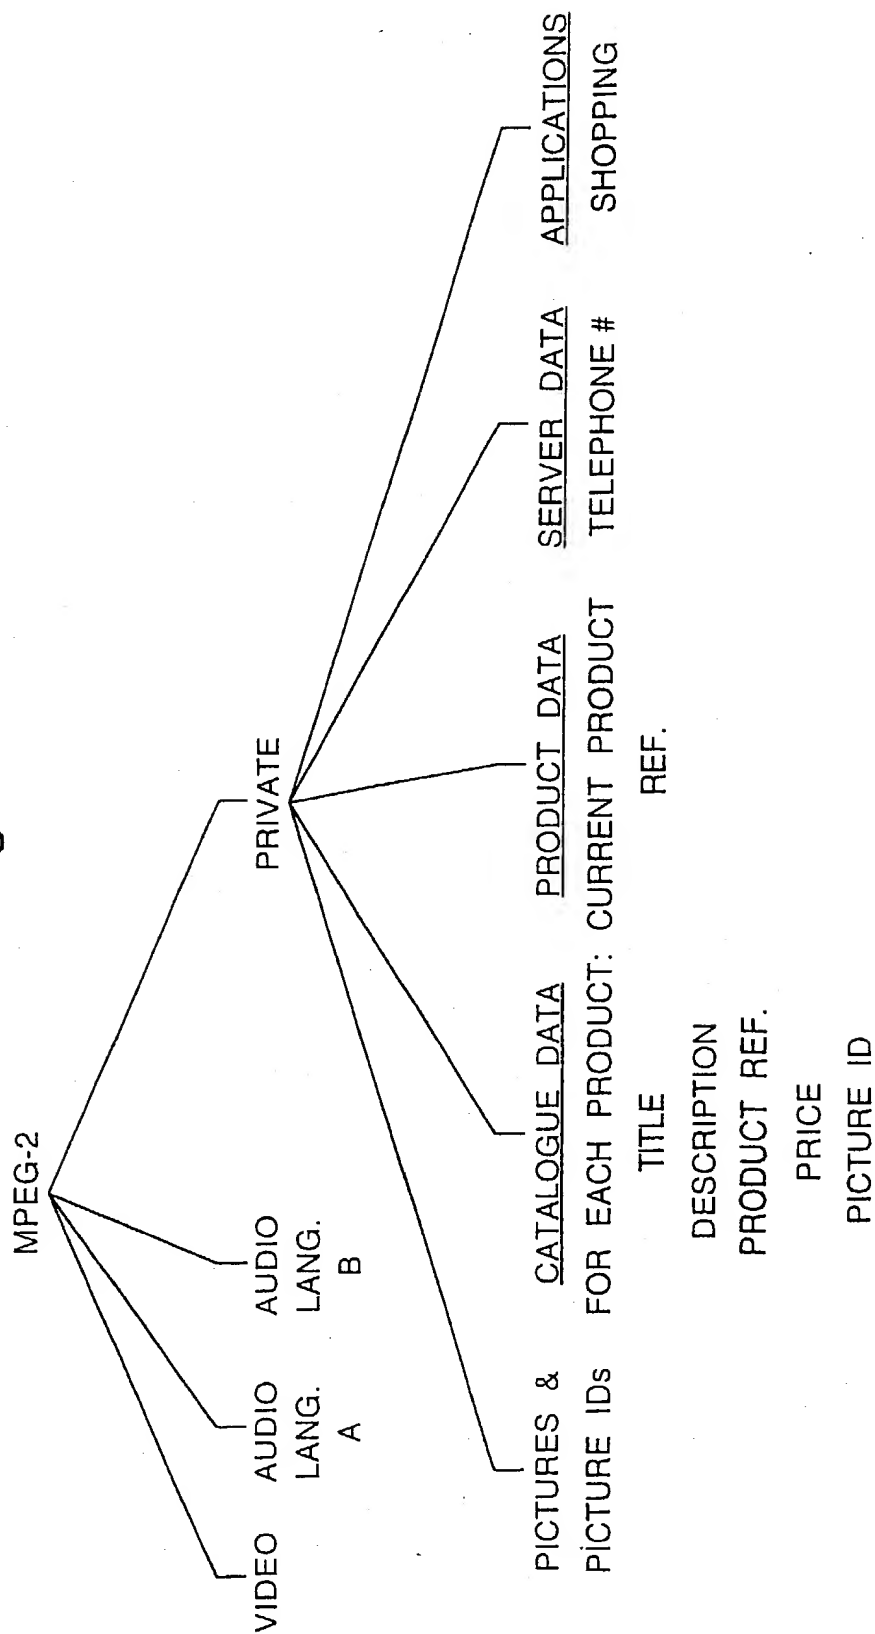 MPEG-2
VIDEO
AUDIO
LANG.
A
AUDIO
LANG.
B
PRIVATE
PICTURES &
PICTURE IDs
CATALOGUE DATA
FOR EACH PRODUCT:
TITLE
DESCRIPTION
PRODUCT REF.
PRICE
PICTURE ID
PRODUCT DATA
CURRENT PRODUCT
REF.
SERVER DATA
TELEPHONE #
APPLICATIONS
SHOPPING